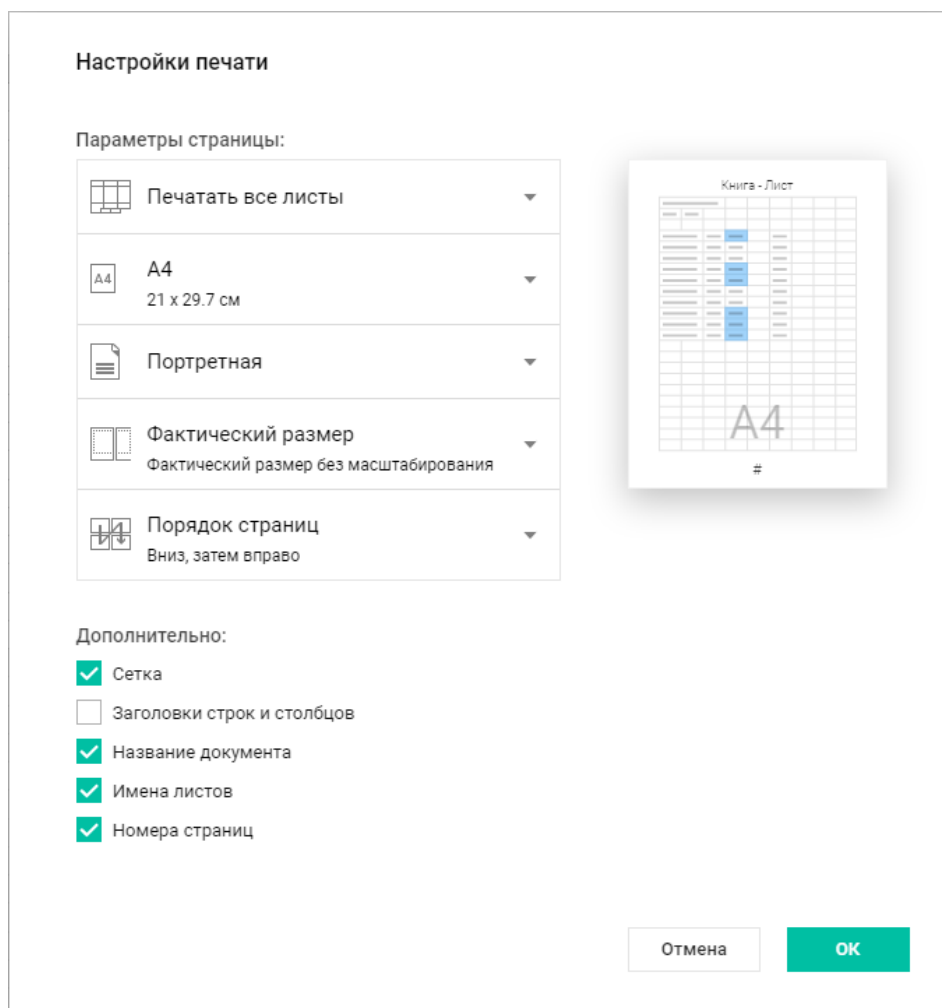 Настройки печати
Параметры страницы:
Печатать все листы
A4
A4
21 x 29.7 см
Портретная
Фактический размер
Фактический размер без масштабирования
Порядок страниц
Вниз, затем вправо
Книга - Лист
A4
#
Дополнительно:
Сетка
Заголовки строк и столбцов
Название документа
Имена листов
Номера страниц
Отмена
ОК